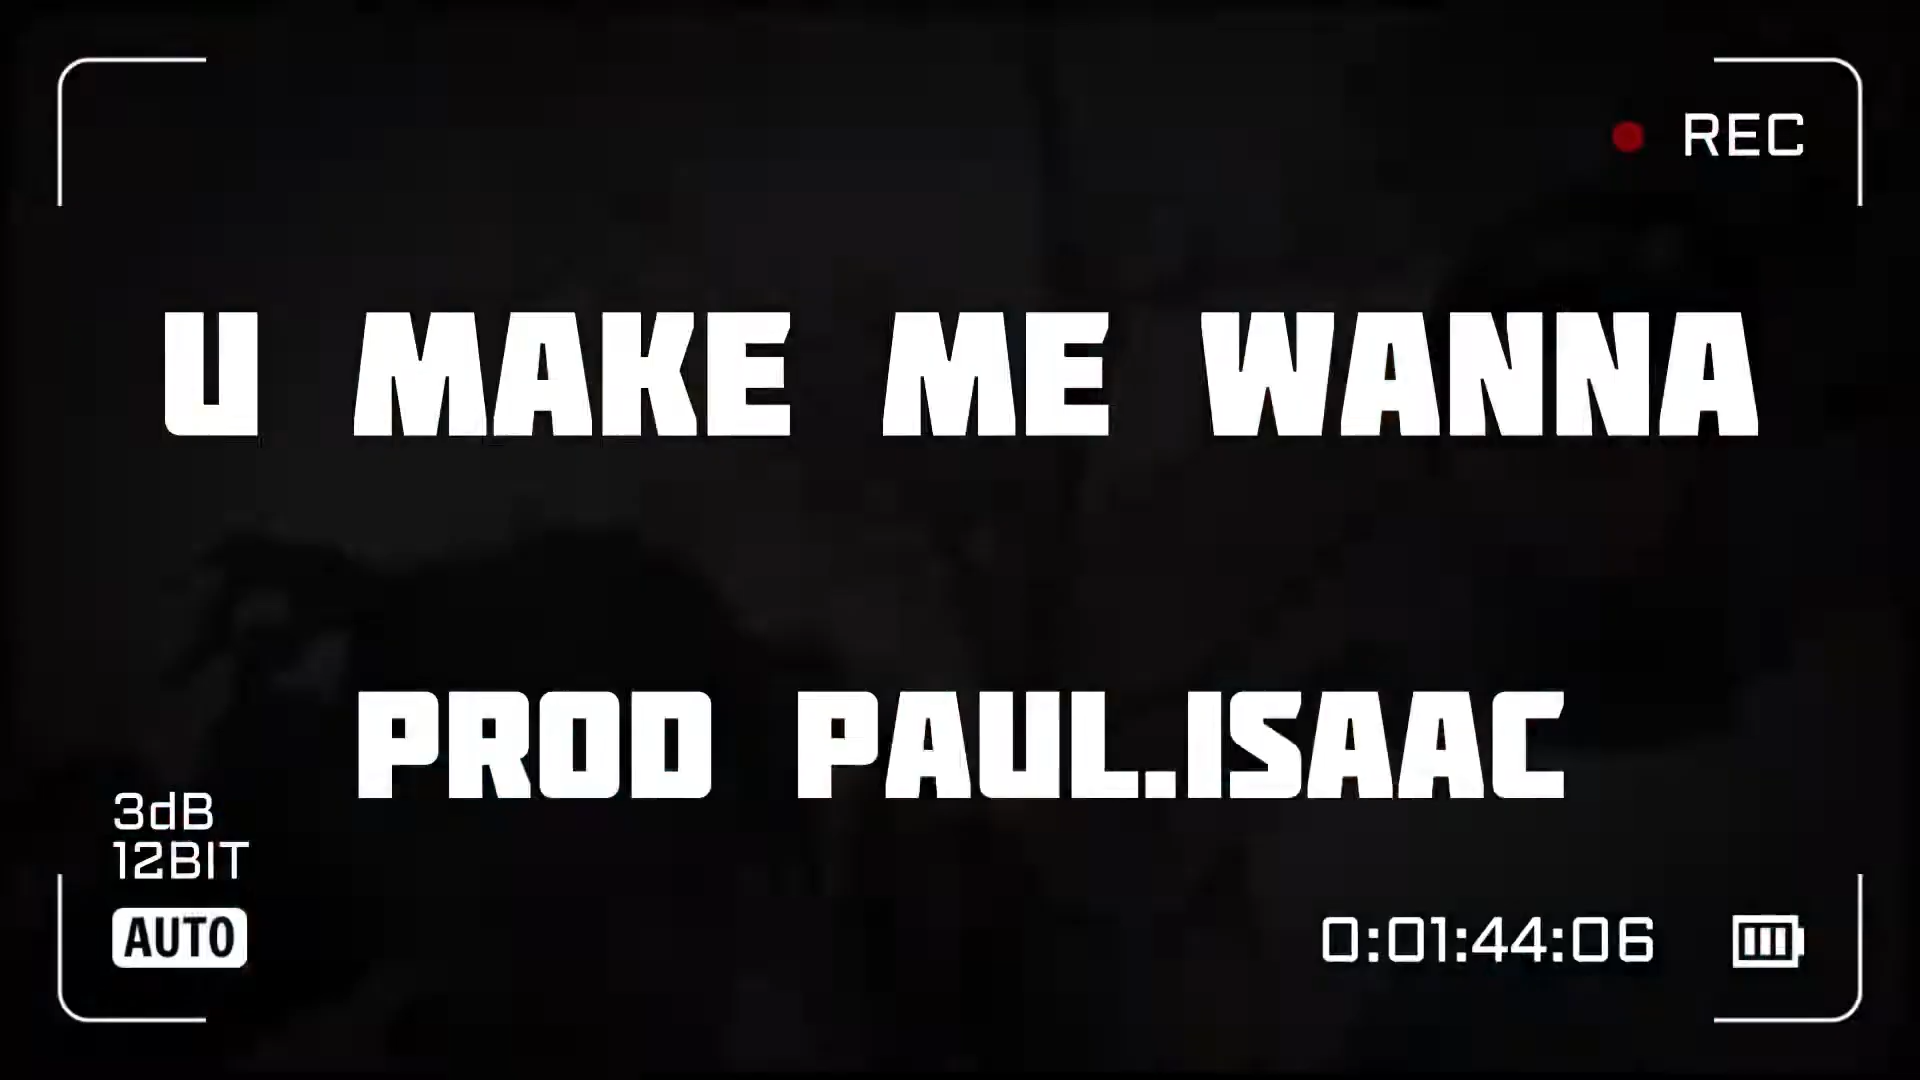 REC
U MAKE ME WANNA
PROD PAUL.ISAAC
3dB
12BIT
AUTO
0:01:44:06